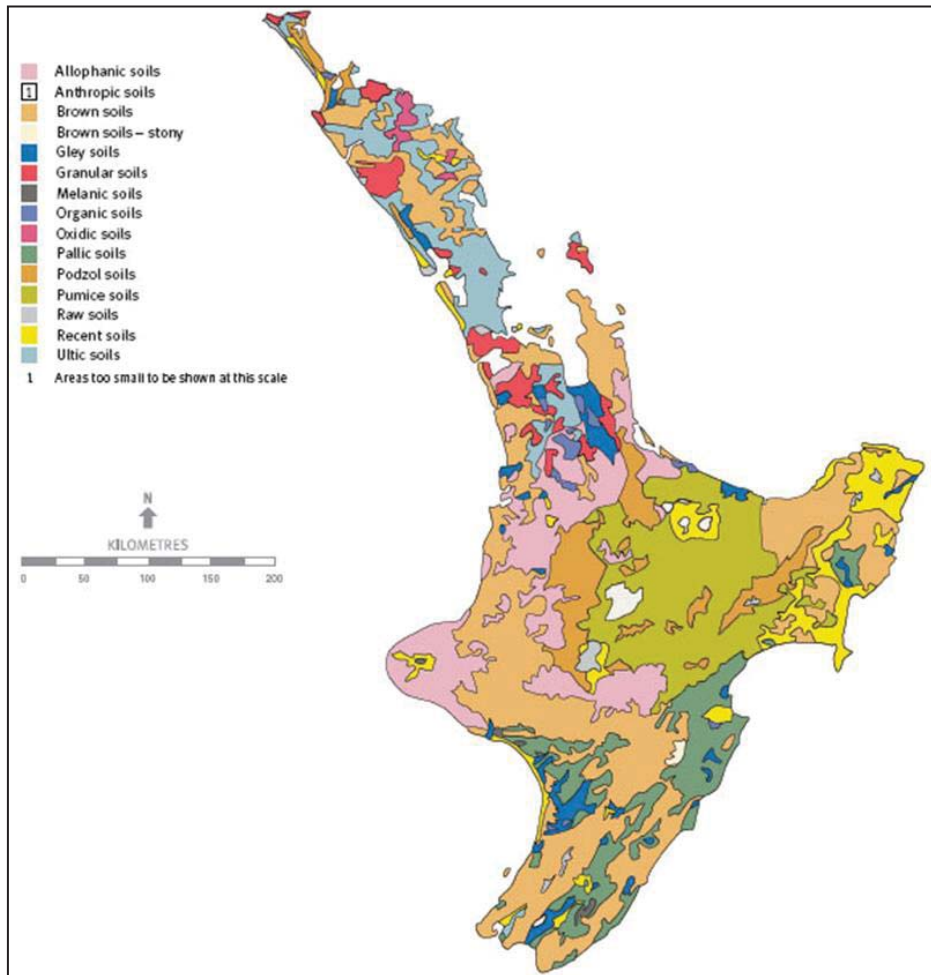 Allophanic soils
1 Anthropic soils
Brown soils
Brown soils – stony
Gley soils
Granular soils
Melanic soils
Organic soils
Oxidic soils
Pallic soils
Podzol soils
Pumice soils
Raw soils
Recent soils
Ultic soils
1 Areas too small to be shown at this scale
N
KILOMETRES
0 50 100 150 200